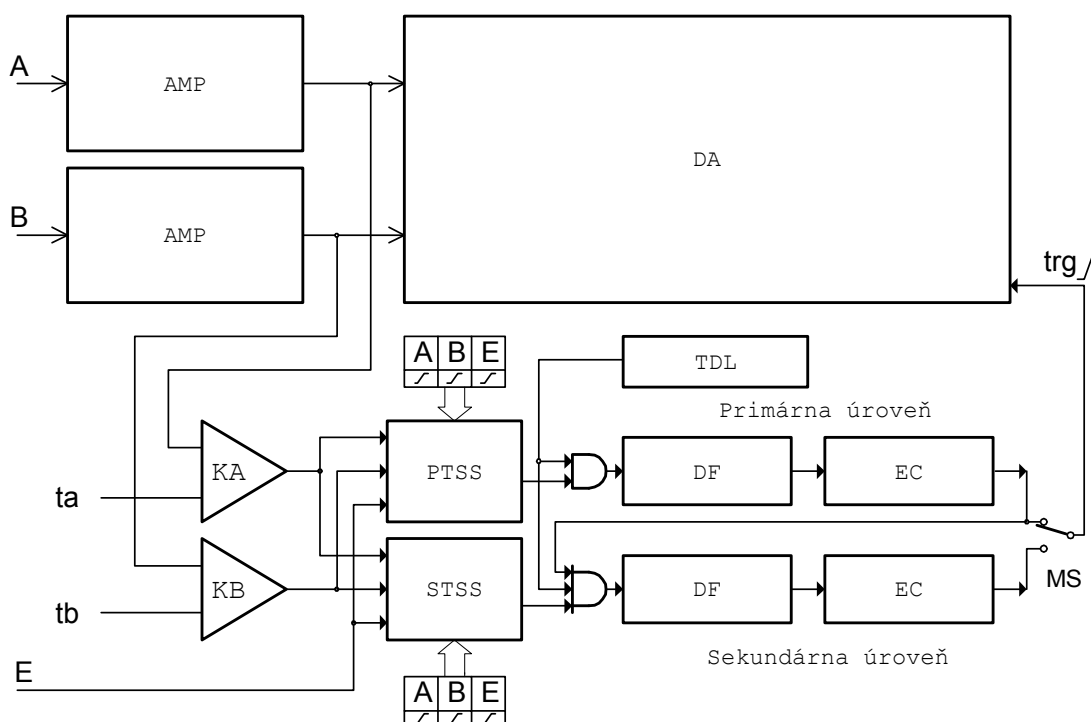 A
AMP
DA
B
AMP
trg
A B E
TDL
Primárna úroveň
KA
PTSS
DF
EC
ta
KB
STSS
DF
EC
MS
tb
Sekundárna úroveň
E
A B E